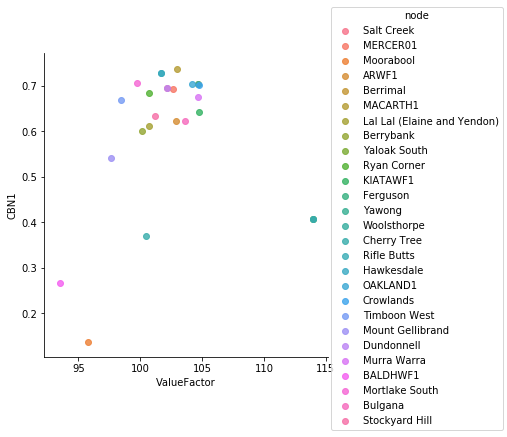 node
Salt Creek
MERCER01
Moorabool
ARWF1
Berrimal
MACARTH1
Lal Lal (Elaine and Yendon)
Berrybank
Yaloak South
Ryan Corner
KIATAWF1
Ferguson
Yawong
Woolsthorpe
Cherry Tree
Rifle Butts
Hawkesdale
OAKLAND1
Crowlands
Timboon West
Mount Gellibrand
Dundonnell
Murra Warra
BALDHWF1
Mortlake South
Bulgana
Stockyard Hill
0.7
0.6
0.5
0.4
0.3
0.2
CBN1
95 100 105 110 115
ValueFactor